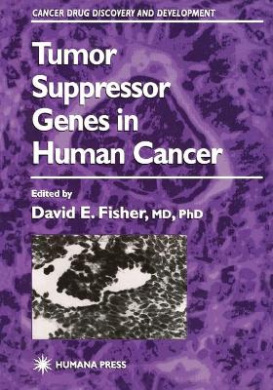 CANCER DRUG DISCOVERY AND DEVELOPMENT
Tumor
Suppressor
Genes in
Human Cancer
Edited by
David E. Fisher, MD, PhD
HUMANA PRESS